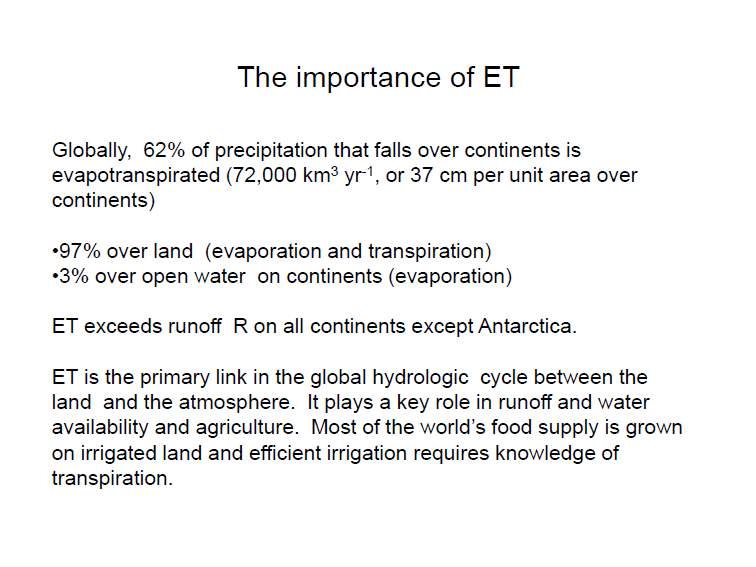 The importance of ET
Globally,  62% of precipitation that falls over continents is
evapotranspirated (72,000 km³ yr⁻¹, or 37 cm per unit area over
continents)
•97% over land  (evaporation and transpiration)
•3% over open water  on continents (evaporation)
ET exceeds runoff  R on all continents except Antarctica.
ET is the primary link in the global hydrologic  cycle between the
land  and the atmosphere.  It plays a key role in runoff and water
availability and agriculture.  Most of the world’s food supply is grown
on irrigated land and efficient irrigation requires knowledge of
transpiration.